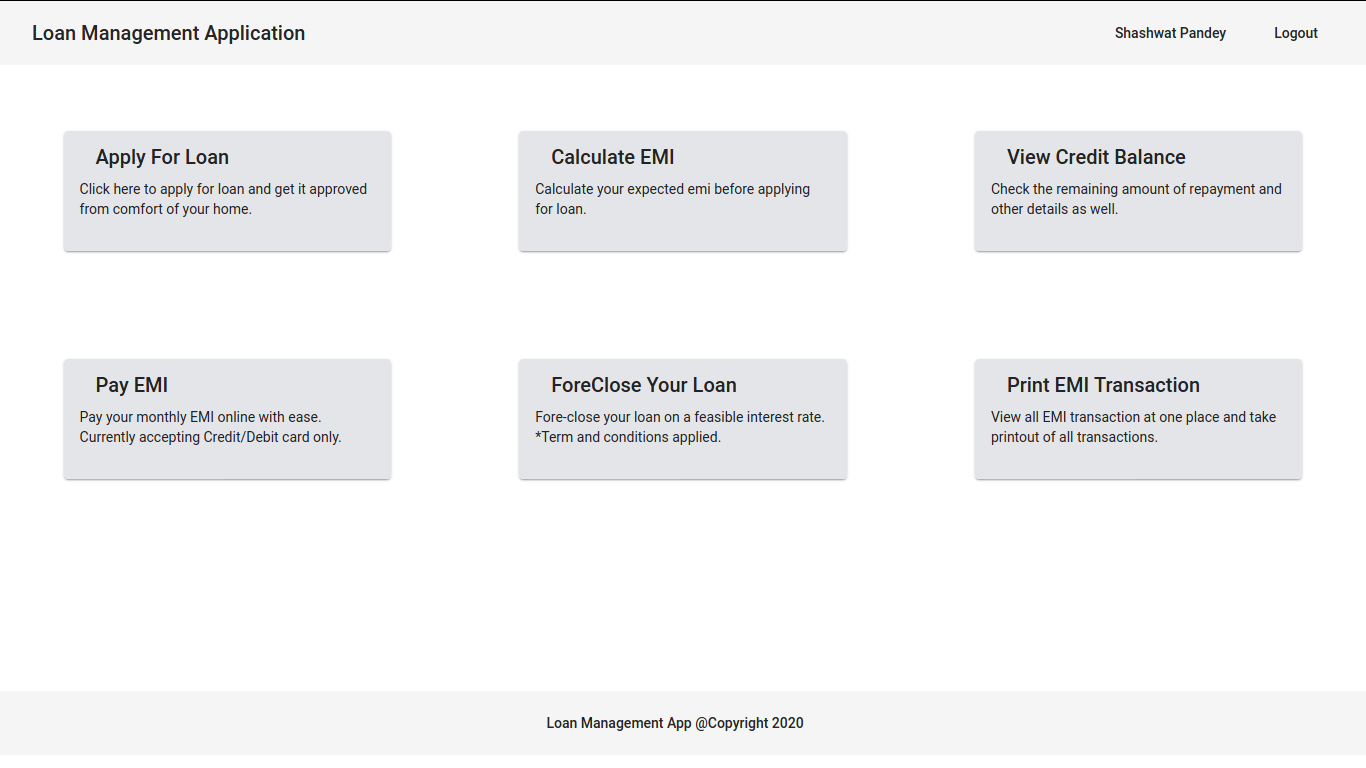 Loan Management Application
Shashwat Pandey
Logout
Apply For Loan
Click here to apply for loan and get it approved
from comfort of your home.
Calculate EMI
Calculate your expected emi before applying
for loan.
View Credit Balance
Check the remaining amount of repayment and
other details as well.
Pay EMI
Pay your monthly EMI online with ease.
Currently accepting Credit/Debit card only.
ForeClose Your Loan
Fore-close your loan on a feasible interest rate.
*Term and conditions applied.
Print EMI Transaction
View all EMI transaction at one place and take
printout of all transactions.
Loan Management App @Copyright 2020